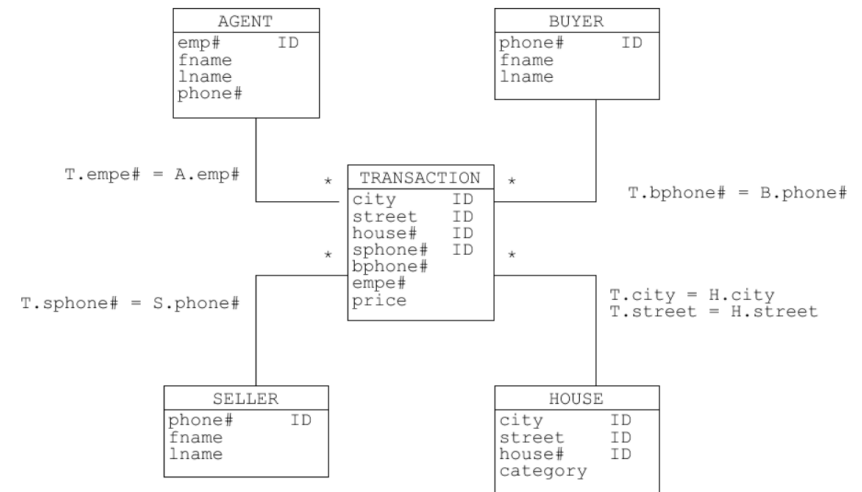 AGENT
emp# ID
fname
lname
phone#
BUYER
phone# ID
fname
lname
T.empe# = A.emp#
*
TRANSACTION
*
city ID
street ID
house# ID
sphone# ID
bphone#
empe#
price
T.bphone# = B.phone#
*
*
T.sphone# = S.phone#
T.city = H.city
T.street = H.street
SELLER
phone# ID
fname
lname
HOUSE
city ID
street ID
house# ID
category